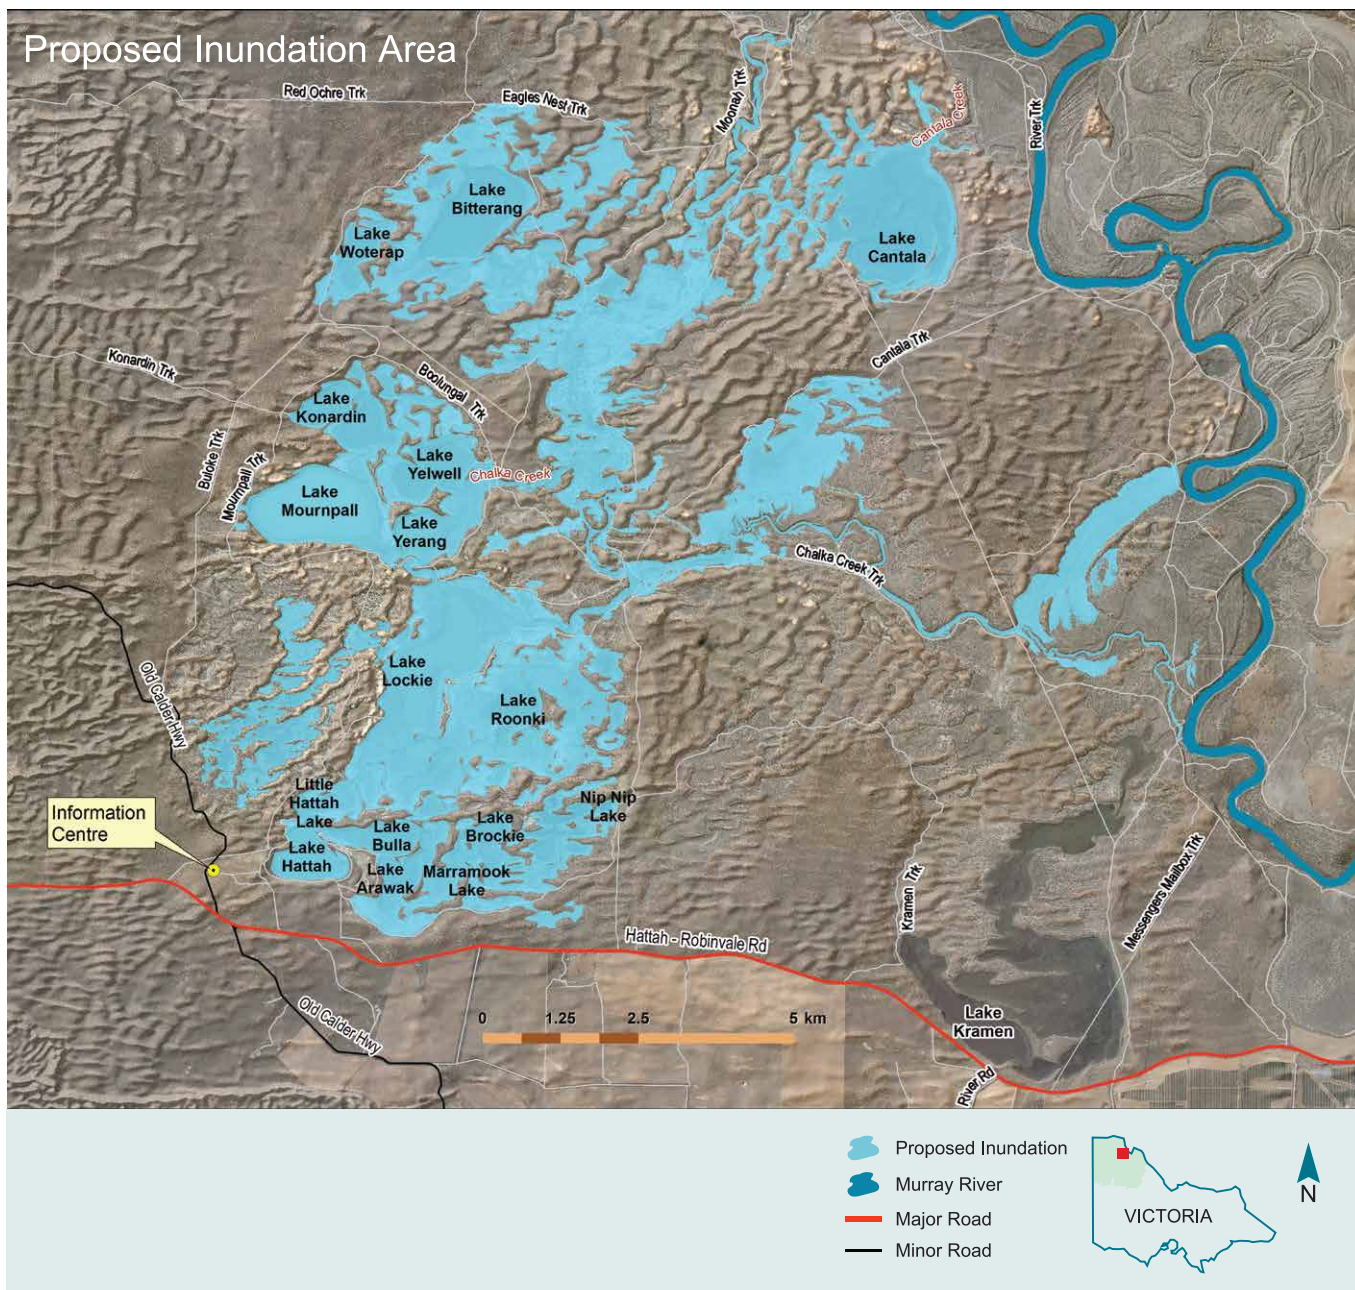 Proposed Inundation Area
Red Ochre Trk
Eagles Nest Trk
Moonah Trk
Cantala Creek
River Trk
Lake
Bitterang
Lake
Woterap
Lake
Cantala
Konardin Trk
Boolungal Trk
Cantala Trk
Lake
Konardin
Buloke Trk
Mournpall Trk
Lake
Yelwell
Chalka Creek
Lake
Mournpall
Lake
Yerang
Chalka Creek Trk
Old Calder Hwy
Lake
Lockie
Lake
Roonki
Information
Centre
Little
Hattah
Lake
Nip Nip
Lake
Lake
Bulla
Lake
Brockie
Lake
Hattah
Lake
Arawak
Marramook
Lake
Kramen Trk
Messengers Mailbox Trk
Hattah - Robinvale Rd
Old Calder Hwy
0 1.25 2.5 5 km
Lake
Kramen
River Rd
Proposed Inundation
Murray River
Major Road
Minor Road
VICTORIA
N